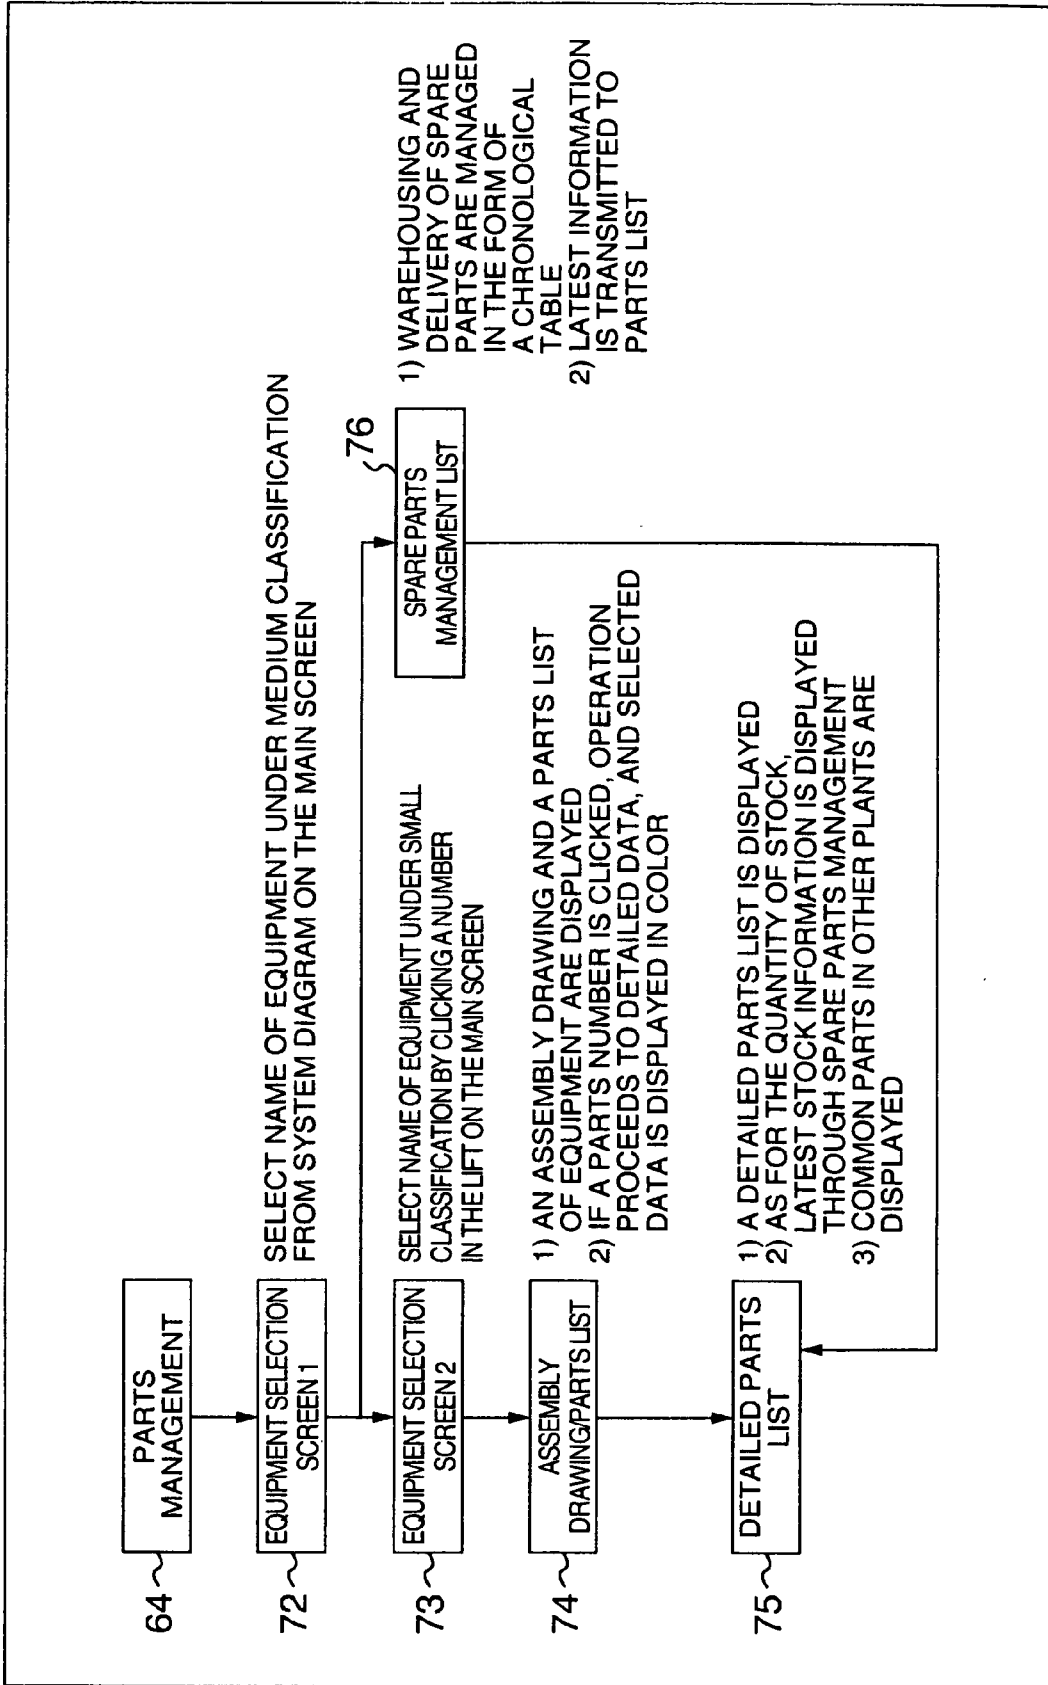 64
PARTS
MANAGEMENT
72
EQUIPMENT SELECTION
SCREEN 1
SELECT NAME OF EQUIPMENT UNDER MEDIUM CLASSIFICATION
FROM SYSTEM DIAGRAM ON THE MAIN SCREEN
73
EQUIPMENT SELECTION
SCREEN 2
SELECT NAME OF EQUIPMENT UNDER SMALL
CLASSIFICATION BY CLICKING A NUMBER
IN THE LIFT ON THE MAIN SCREEN
76
SPARE PARTS
MANAGEMENT LIST
1) WAREHOUSING AND
DELIVERY OF SPARE
PARTS ARE MANAGED
IN THE FORM OF
A CHRONOLOGICAL
TABLE
2) LATEST INFORMATION
IS TRANSMITTED TO
PARTS LIST
74
ASSEMBLY
DRAWING/PARTS LIST
1) AN ASSEMBLY DRAWING AND A PARTS LIST
OF EQUIPMENT ARE DISPLAYED
2) IF A PARTS NUMBER IS CLICKED, OPERATION
PROCEEDS TO DETAILED DATA, AND SELECTED
DATA IS DISPLAYED IN COLOR
75
DETAILED PARTS
LIST
1) A DETAILED PARTS LIST IS DISPLAYED
2) AS FOR THE QUANTITY OF STOCK,
LATEST STOCK INFORMATION IS DISPLAYED
THROUGH SPARE PARTS MANAGEMENT
3) COMMON PARTS IN OTHER PLANTS ARE
DISPLAYED